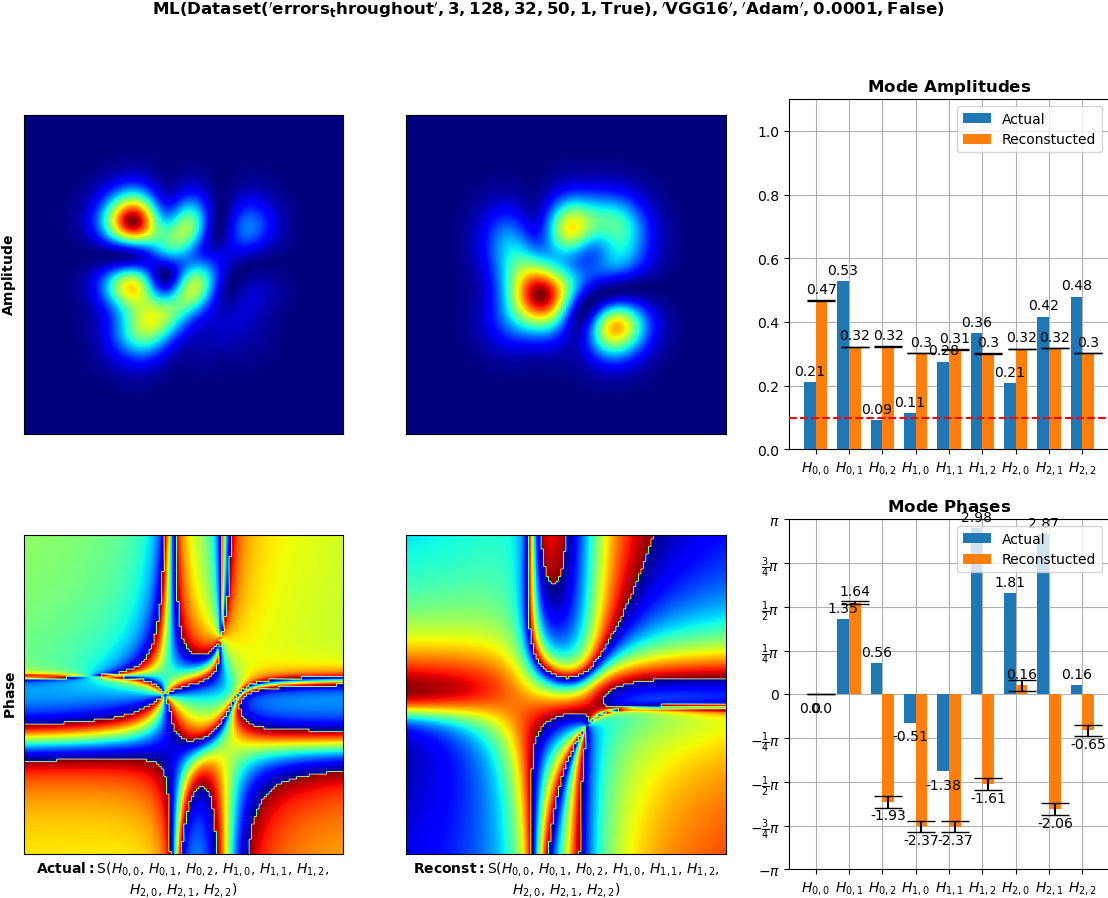 ML(Dataset('errors_throughout', 3, 128, 32, 50, 1, True), 'VGG16', 'Adam', 0.0001, False)
Amplitude
Mode Amplitudes
Actual
Reconstucted
1.0
0.8
0.6
0.4
0.2
0.0
0.21 0.53 0.09 0.11 0.28 0.36 0.21 0.42 0.48
0.47 0.32 0.32 0.3 0.31 0.3 0.32 0.32 0.3
H0,0 H0,1 H0,2 H1,0 H1,1 H1,2 H2,0 H2,1 H2,2
Phase
Actual: S(H0,0, H0,1, H0,2, H1,0, H1,1, H1,2,
H2,0, H2,1, H2,2)
Reconst: S(H0,0, H0,1, H0,2, H1,0, H1,1, H1,2,
H2,0, H2,1, H2,2)
Mode Phases
Actual
Reconstucted
π
3/4π
1/2π
1/4π
0
−1/4π
−1/2π
−3/4π
−π
0.0 1.35 0.56 -0.51 -1.38 2.98 1.81 2.87 0.16
0.0 1.64 -1.93 -2.37 -2.37 -1.61 0.16 -2.06 -0.65
H0,0 H0,1 H0,2 H1,0 H1,1 H1,2 H2,0 H2,1 H2,2